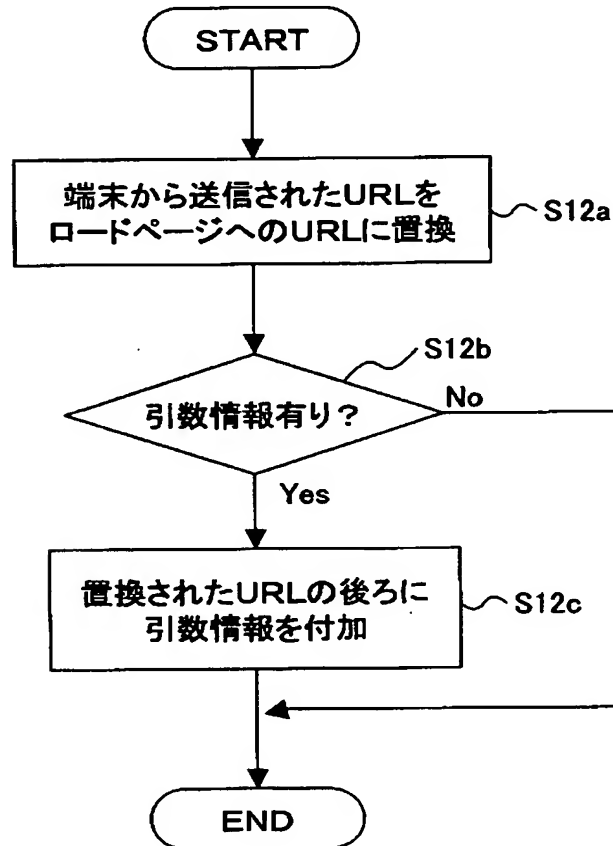 START
端末から送信されたURLを
ロードページへのURLに置換
S12a
S12b
引数情報有り?
No
Yes
置換されたURLの後ろに
引数情報を付加
S12c
END